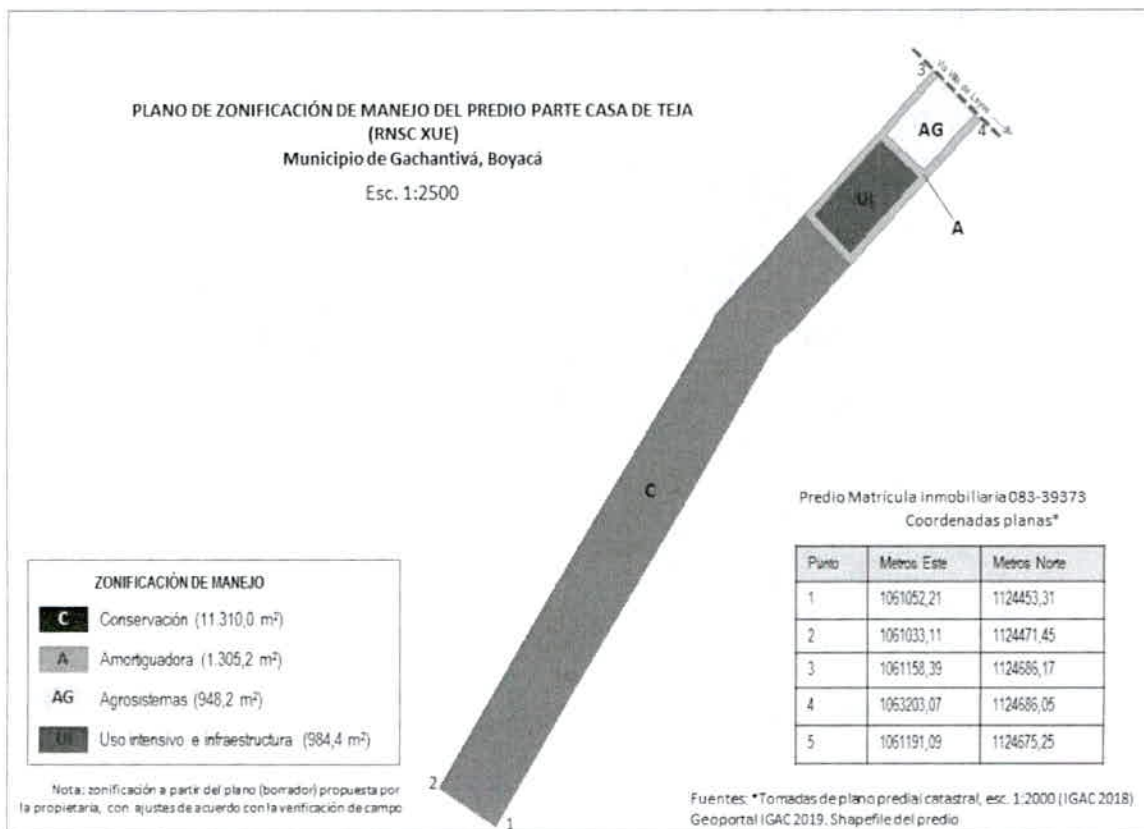 PLANO DE ZONIFICACIÓN DE MANEJO DEL PREDIO PARTE CASA DE TEJA
(RNSC XUE)
Municipio de Gachantivá, Boyacá
Esc. 1:2500
3
Vía Villa de Leyva
4
AG
UI
A
C
2
1
Predio Matrícula inmobiliaria 083-39373
Coordenadas planas*
Punto Metros Este Metros Norte
1 1061052,21 1124453,31
2 1061033,11 1124471,45
3 1061158,39 1124686,17
4 1063203,07 1124686,05
5 1061191,09 1124675,25
ZONIFICACIÓN DE MANEJO
C Conservación (11.310,0 m²)
A Amortiguadora (1.305,2 m²)
AG Agrosistemas (948,2 m²)
UI Uso intensivo e infraestructura (984,4 m²)
Nota: zonificación a partir del plano (borrador) propuesta por
la propietaria, con ajustes de acuerdo con la verificación de campo
Fuentes: *Tomadas de plano predial catastral, esc. 1:2000 (IGAC 2018)
Geoportal IGAC 2019. Shapefile del predio